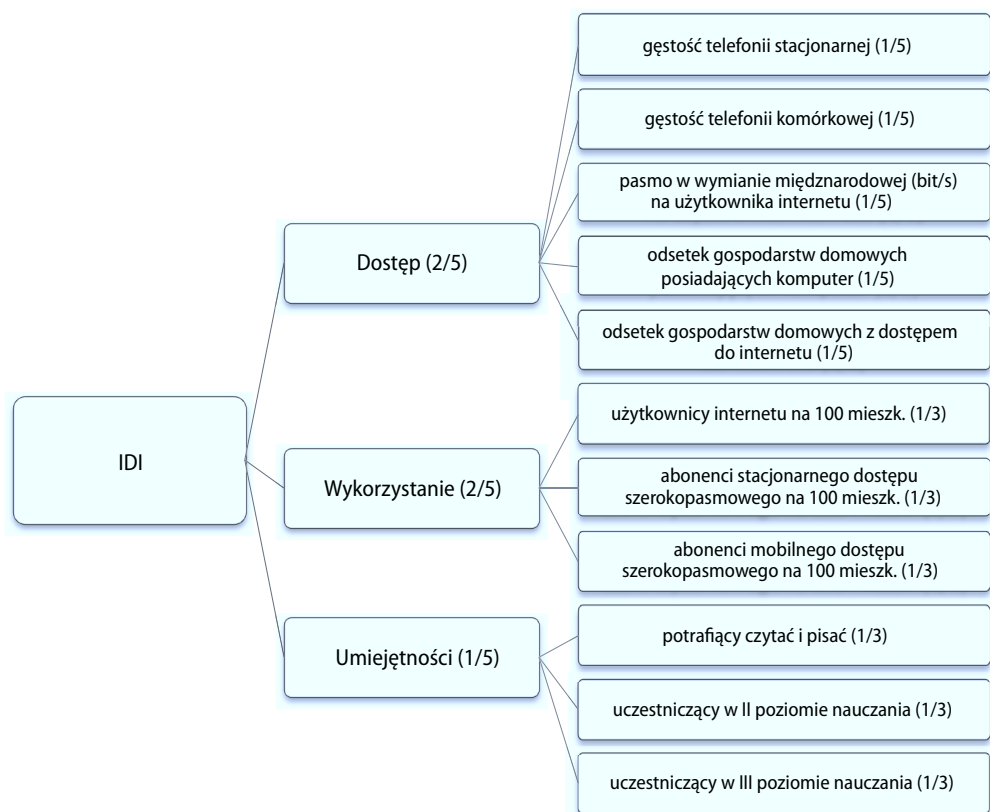 IDI
Dostęp (2/5)
gęstość telefonii stacjonarnej (1/5)
gęstość telefonii komórkowej (1/5)
pasmo w wymianie międznarodowej (bit/s)
na użytkownika internetu (1/5)
odsetek gospodarstw domowych
posiadających komputer (1/5)
odsetek gospodarstw domowych z dostępem
do internetu (1/5)
Wykorzystanie (2/5)
użytkownicy internetu na 100 mieszk. (1/3)
abonenci stacjonarnego dostępu
szerokopasmowego na 100 mieszk. (1/3)
abonenci mobilnego dostępu
szerokopasmowego na 100 mieszk. (1/3)
Umiejętności (1/5)
potrafiący czytać i pisać (1/3)
uczestniczący w II poziomie nauczania (1/3)
uczestniczący w III poziomie nauczania (1/3)